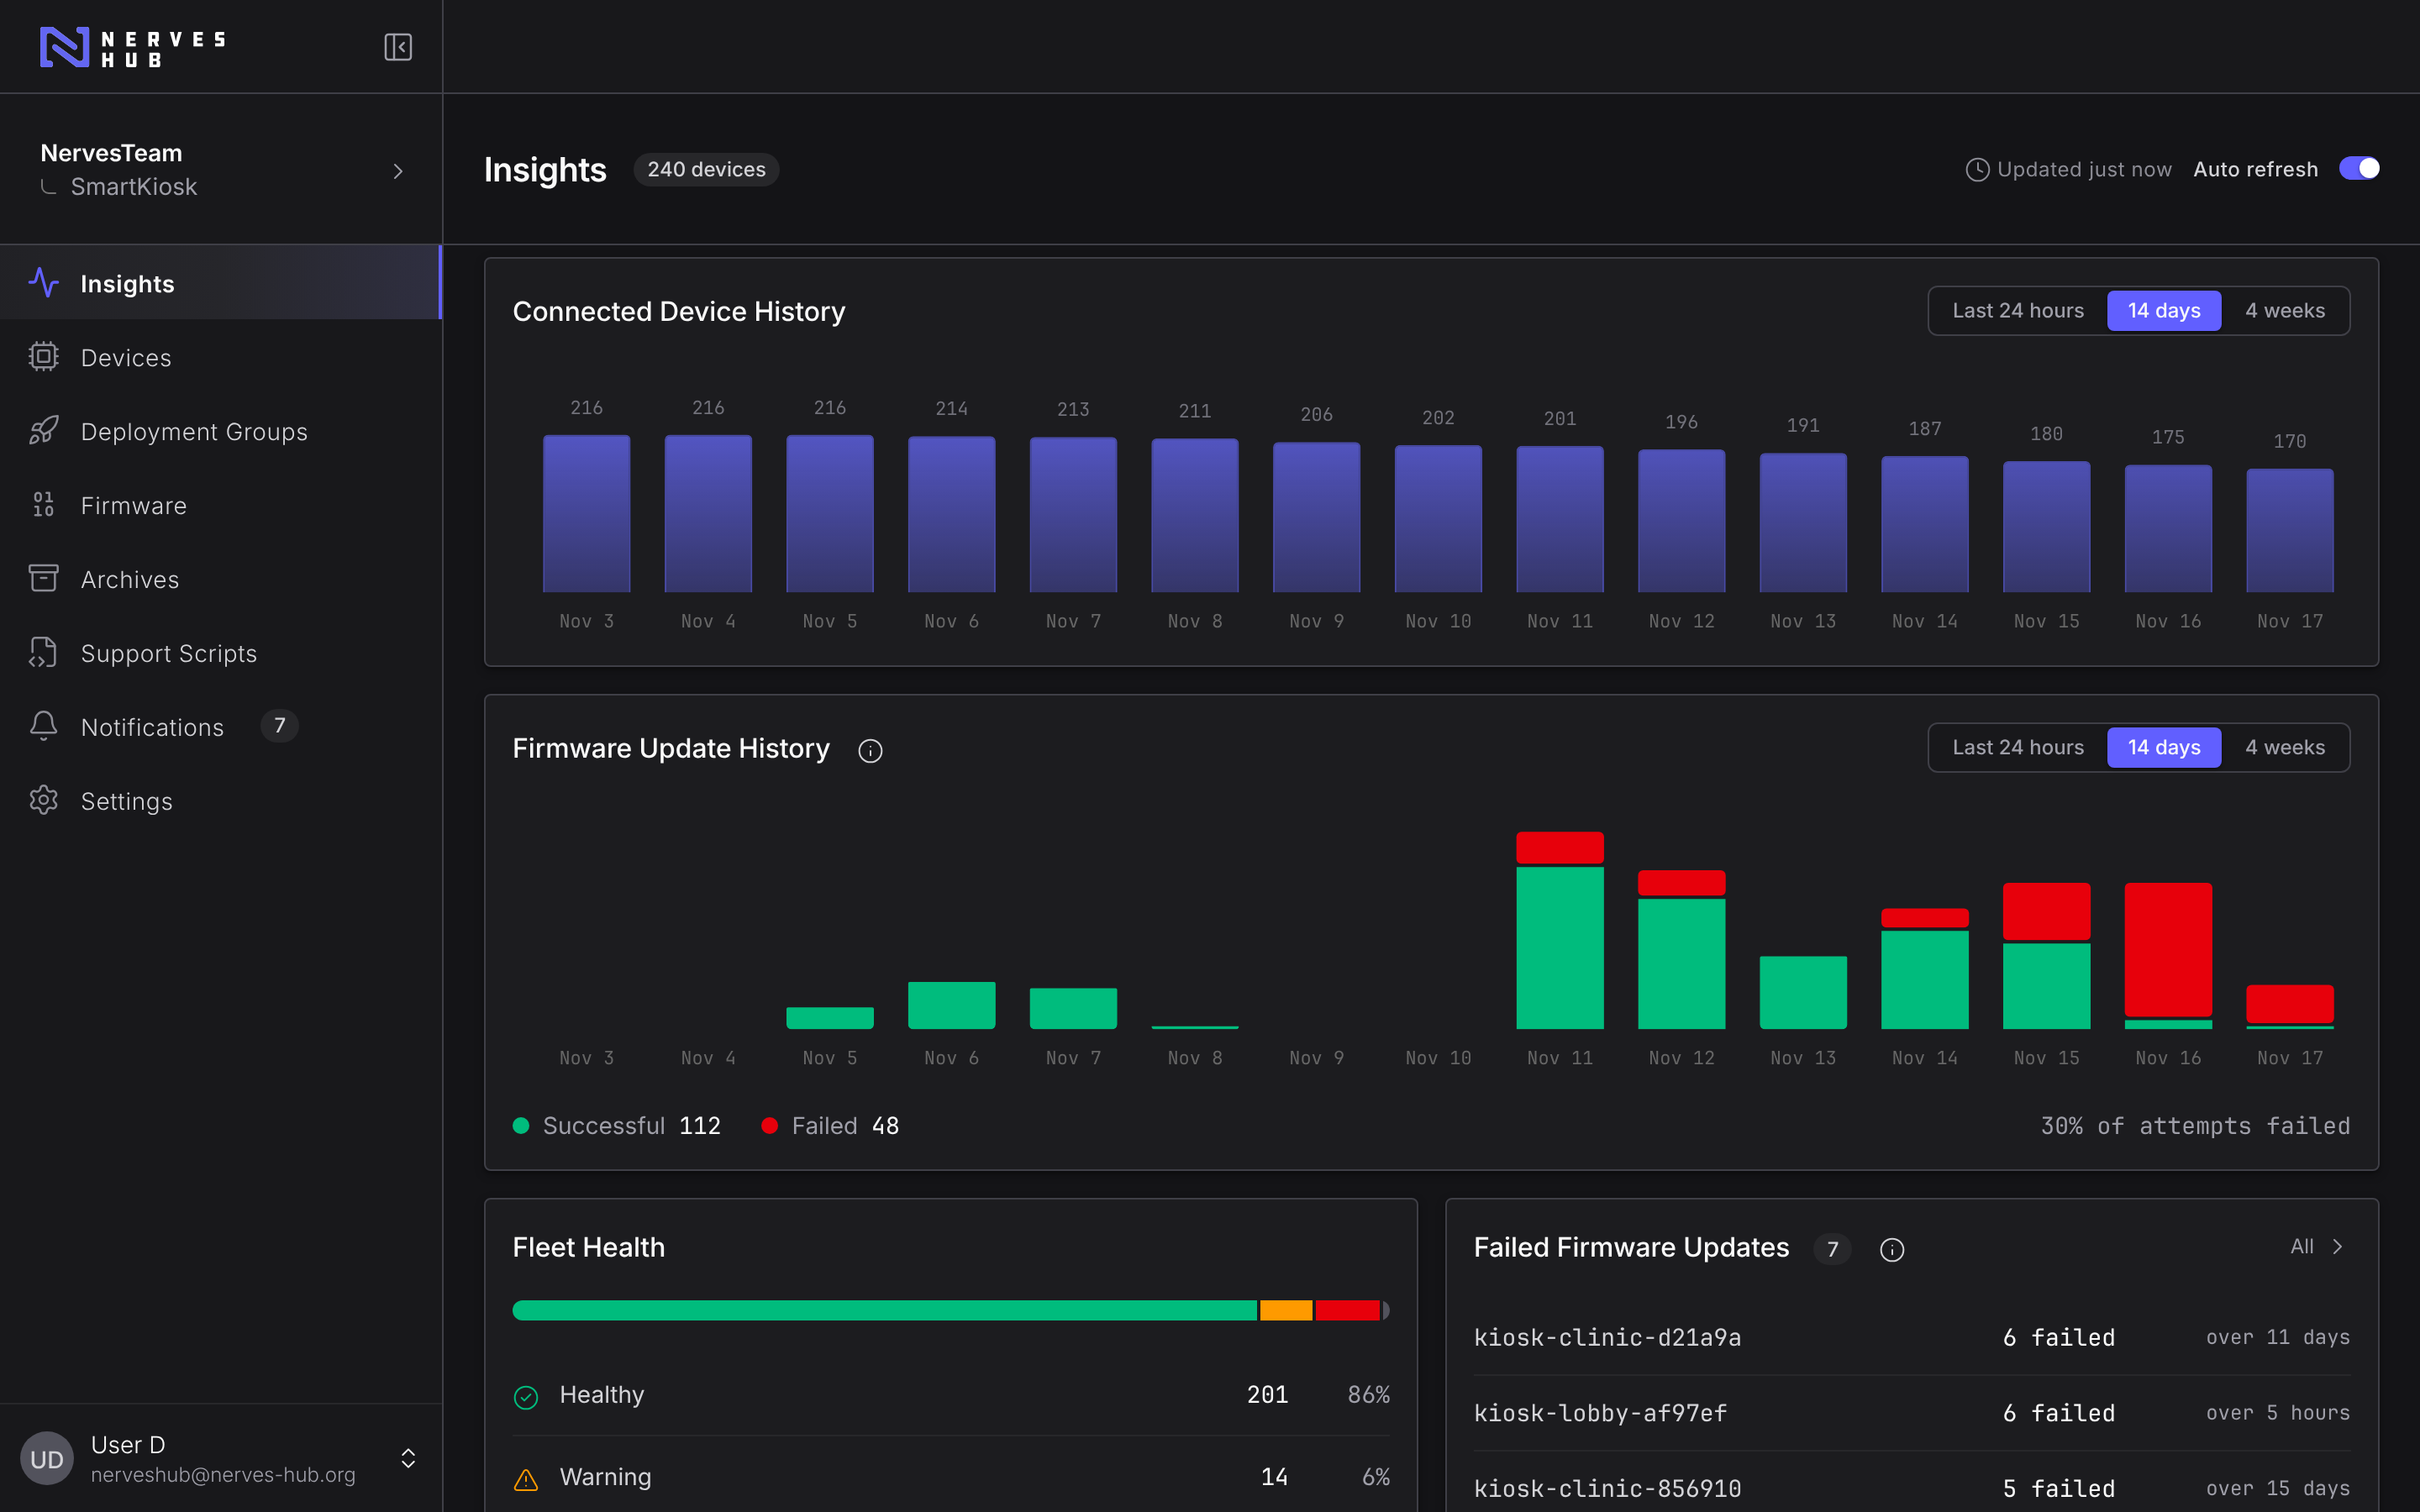 NERVES
HUB
NervesTeam
SmartKiosk
Insights
Devices
Deployment Groups
Firmware
Archives
Support Scripts
Notifications 7
Settings
UD
User D
nerveshub@nerves-hub.org
Insights 240 devices
Updated just now Auto refresh
Connected Device History
Last 24 hours 14 days 4 weeks
216 216 216 214 213 211 206 202 201 196 191 187 180 175 170
Nov 3 Nov 4 Nov 5 Nov 6 Nov 7 Nov 8 Nov 9 Nov 10 Nov 11 Nov 12 Nov 13 Nov 14 Nov 15 Nov 16 Nov 17
Firmware Update History
Last 24 hours 14 days 4 weeks
Nov 3 Nov 4 Nov 5 Nov 6 Nov 7 Nov 8 Nov 9 Nov 10 Nov 11 Nov 12 Nov 13 Nov 14 Nov 15 Nov 16 Nov 17
Successful 112 Failed 48
30% of attempts failed
Fleet Health
Healthy 201 86%
Warning 14 6%
Failed Firmware Updates 7
All
kiosk-clinic-d21a9a 6 failed over 11 days
kiosk-lobby-af97ef 6 failed over 5 hours
kiosk-clinic-856910 5 failed over 15 days